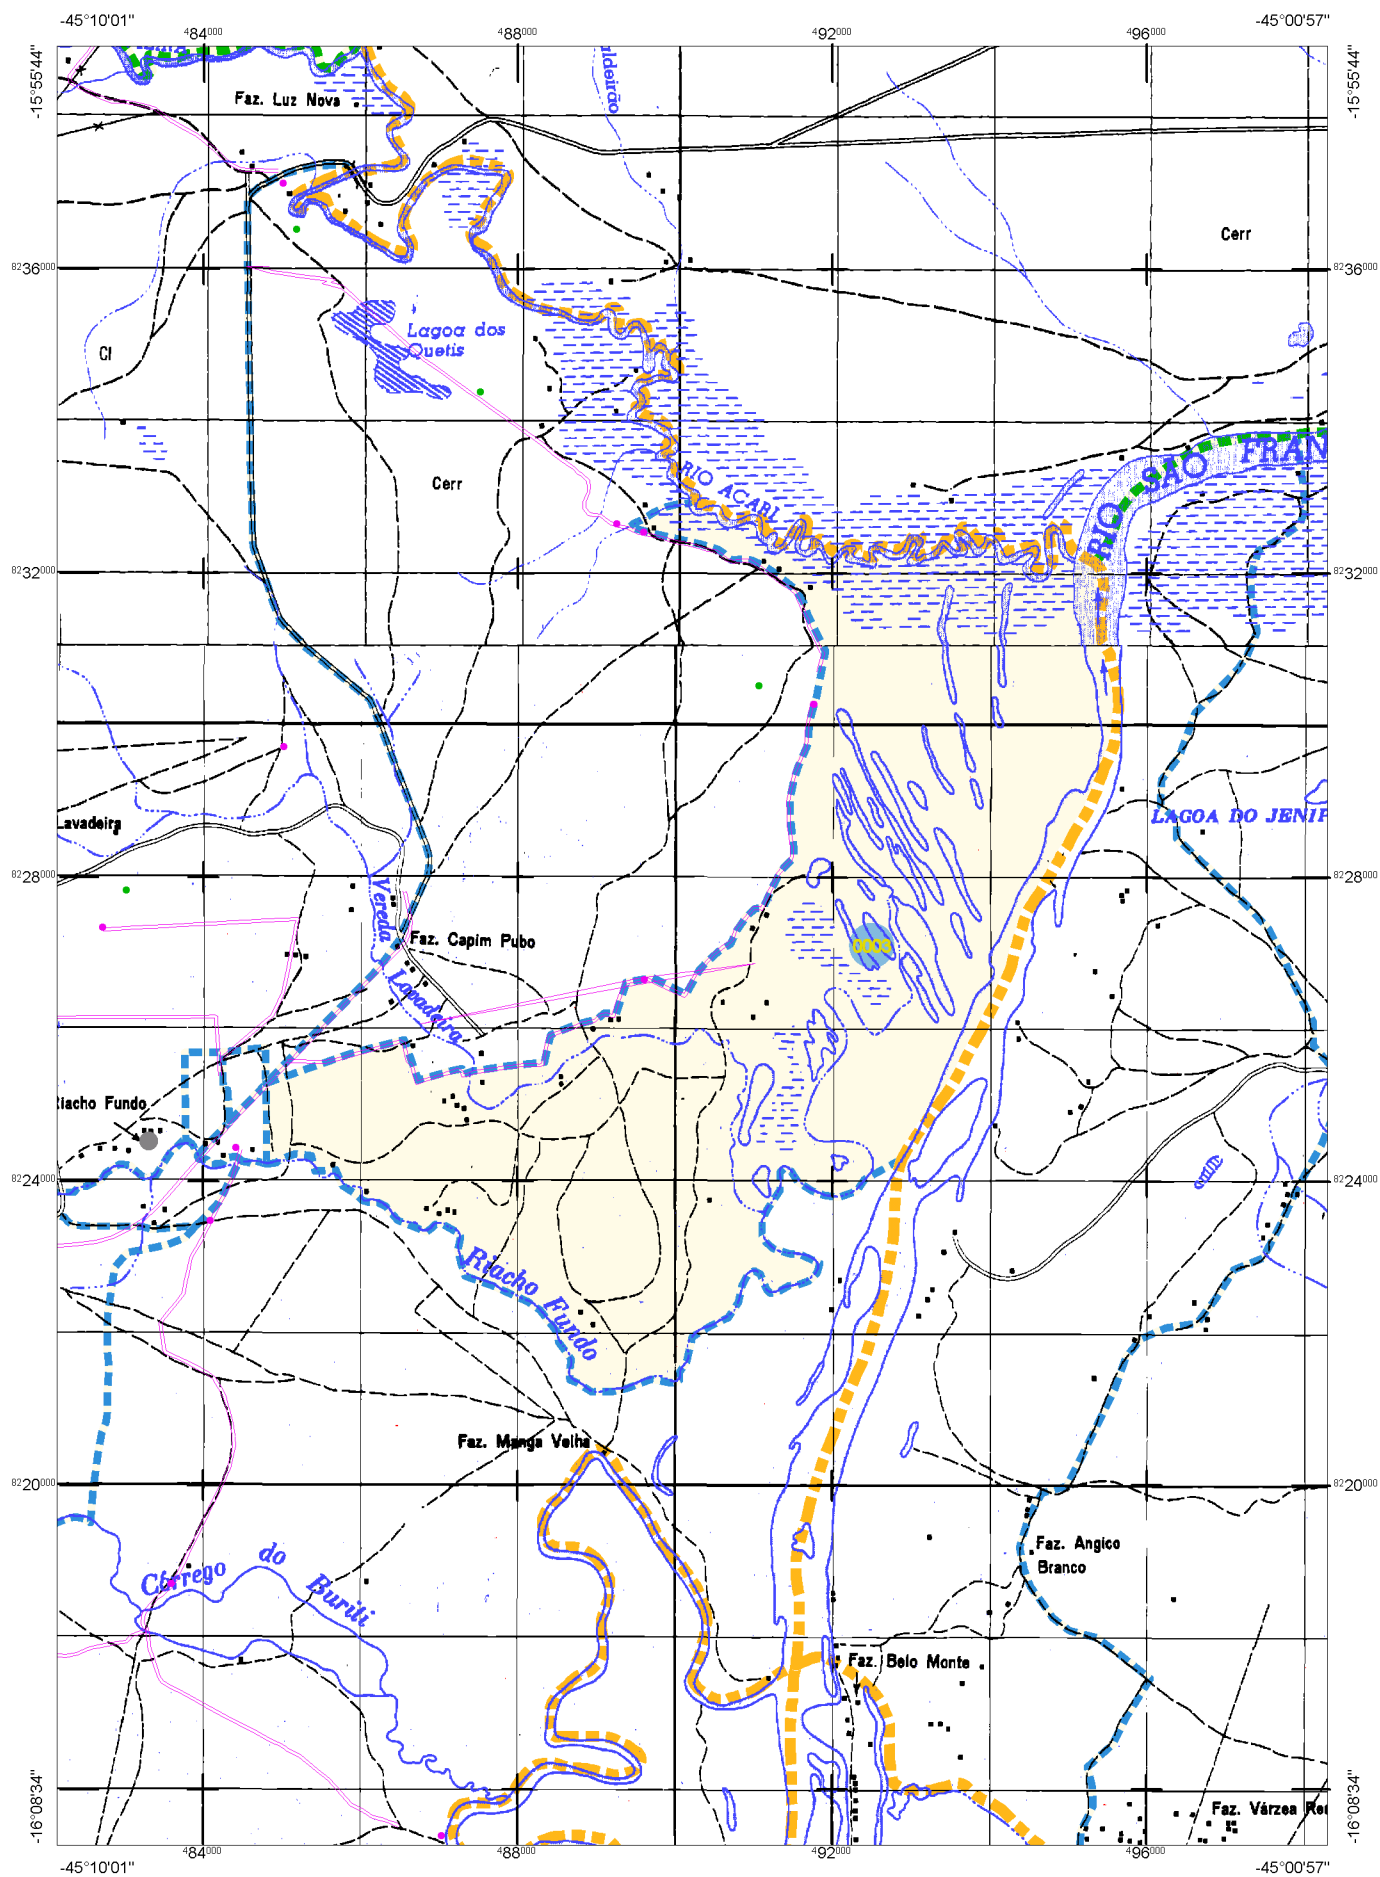 -45°10'01"
-45°00'57"
484000
488000
492000
496000
-15°55'44"
-15°55'44"
Faz. Luz Nova
Cerr
8236000
8236000
Lagoa dos
Quetis
Cl
RIO SÃO FRAN
Cerr
RIO ACARI
8232000
8232000
LAGOA DO JENIP
avadeira
8228000
8228000
Vereda
Lavadeira
Faz. Capim Pubo
0003
iacho Fundo
8224000
8224000
Riacho Fundo
Faz. Manga Velha
8220000
8220000
Faz. Angico
Branco
Córrego do Buriti
Faz. Belo Monte
-16°08'34"
-16°08'34"
Faz. Várzea Re
484000
488000
492000
496000
-45°10'01"
-45°00'57"